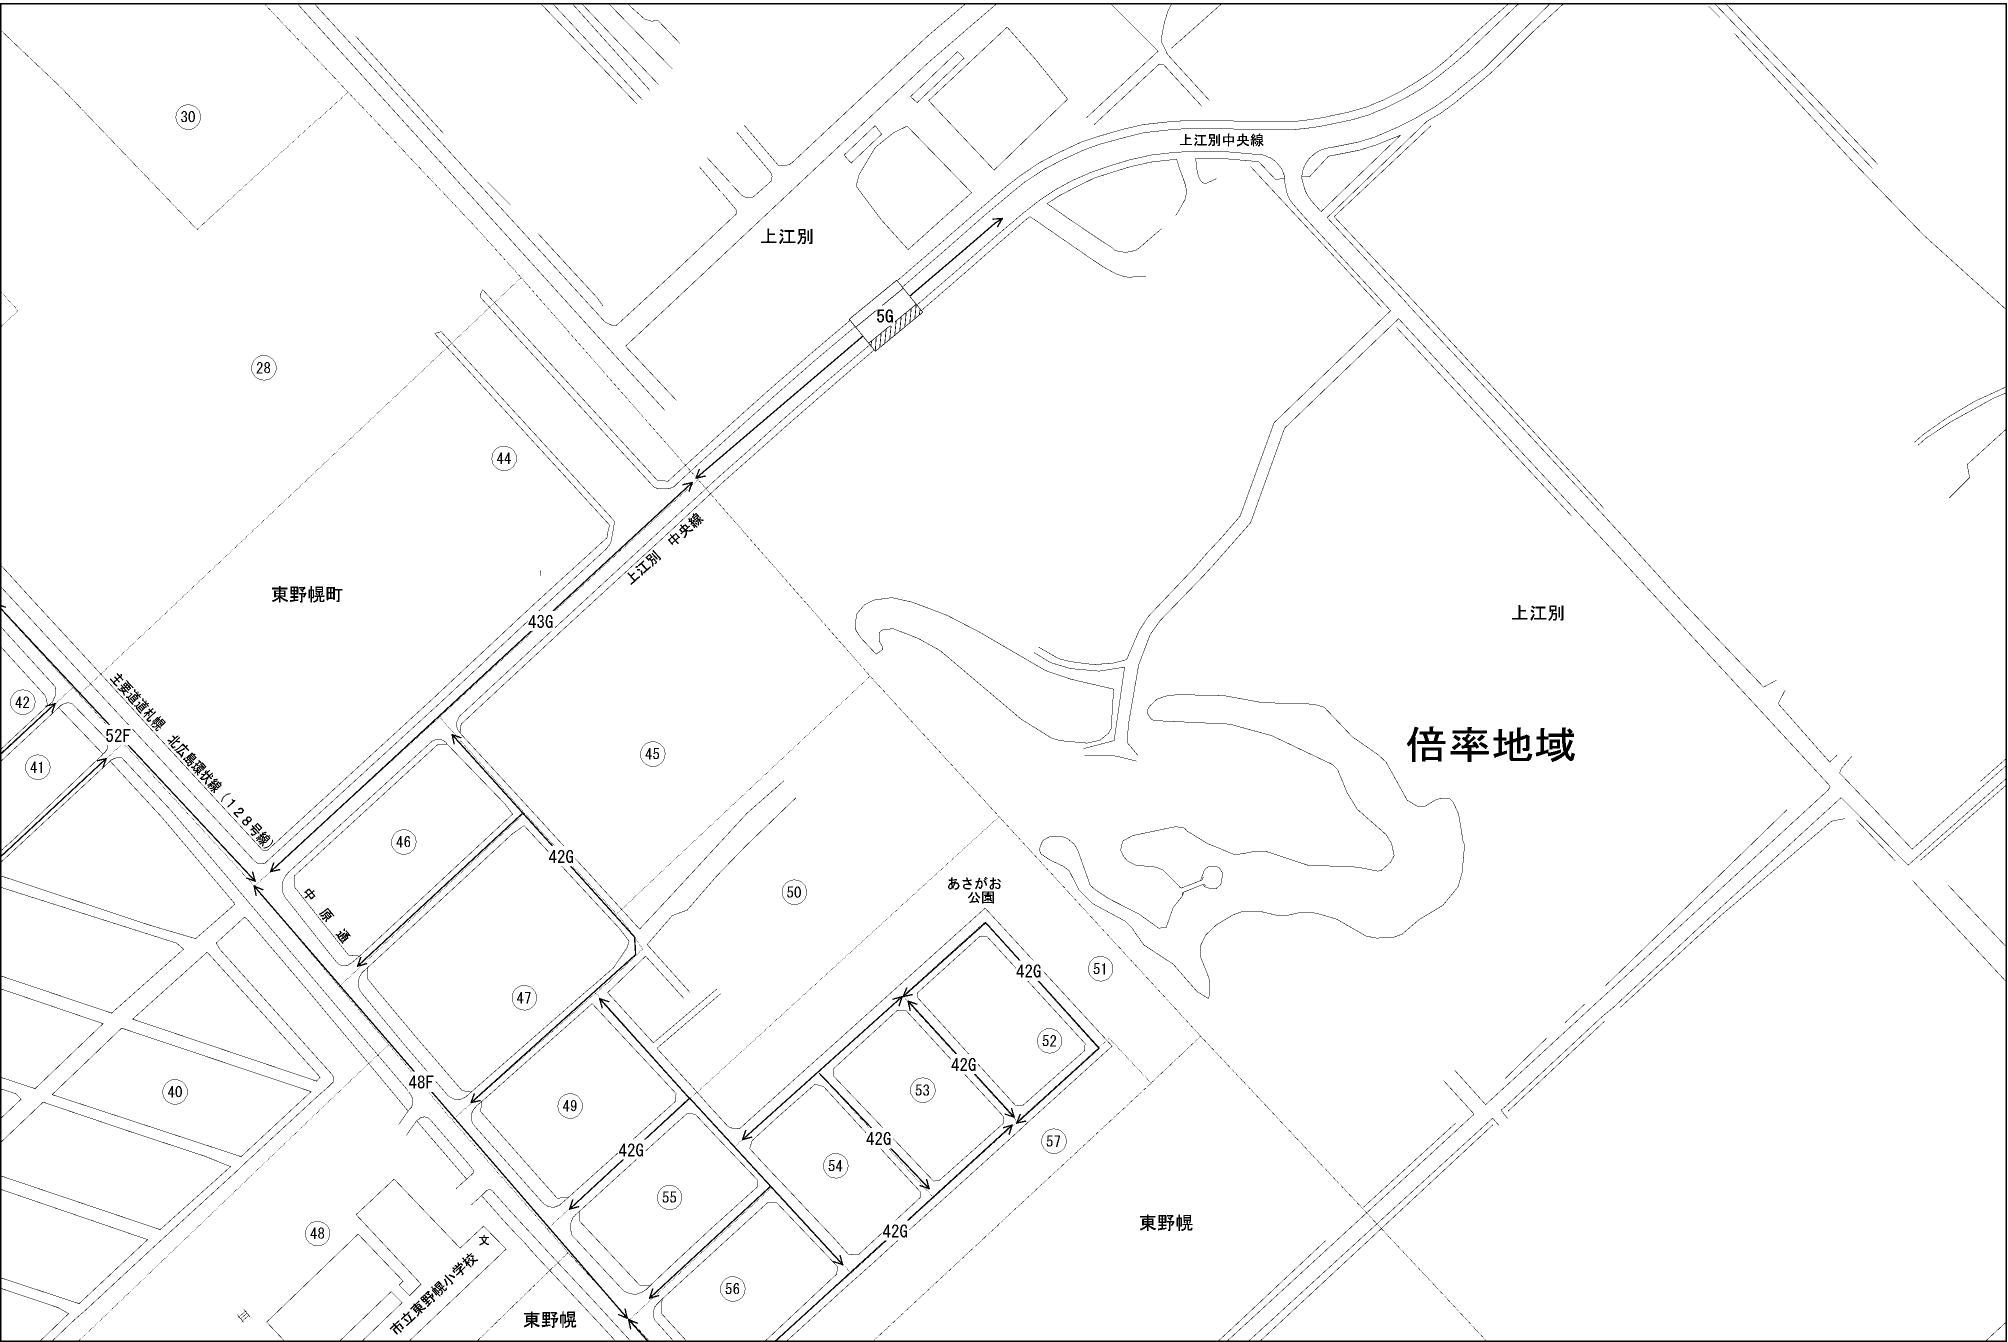 30
上江別中央線
上江別
5G
28
44
上江別 中央線
東野幌町
43G
上江別
42
主要道道札幌 北広島環状線(128号線)
52F
倍率地域
41
45
46
42G
中原通
あさがお
公園
50
51
42G
47
52
42G
48F
53
40
49
42G
57
42G
54
55
東野幌
42G
48
文
市立東野幌小学校
56
東野幌